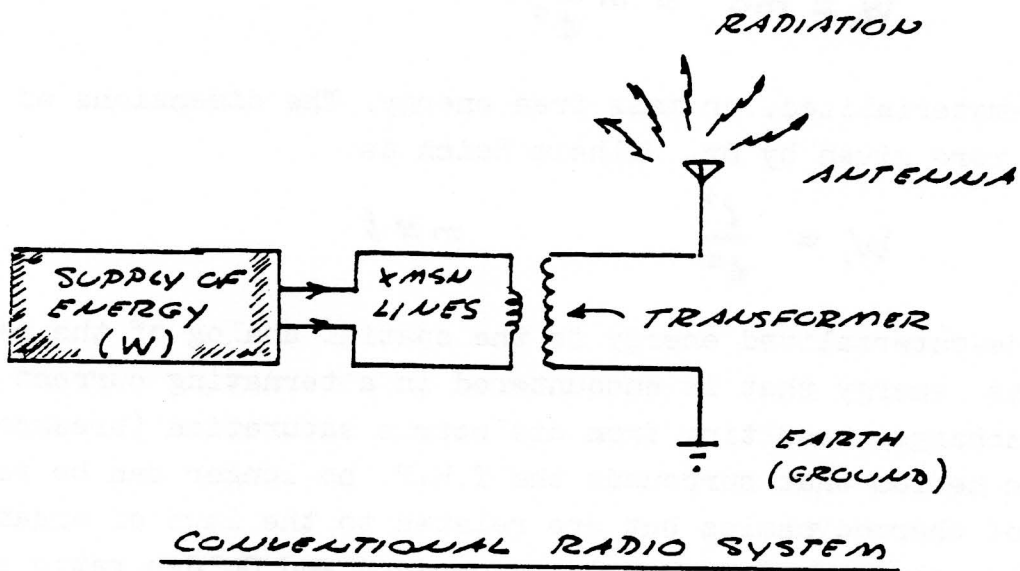 RADIATION
ANTENNA
SUPPLY OF
ENERGY
(W)
XMSN
LINES
TRANSFORMER
EARTH
(GROUND)
CONVENTIONAL RADIO SYSTEM